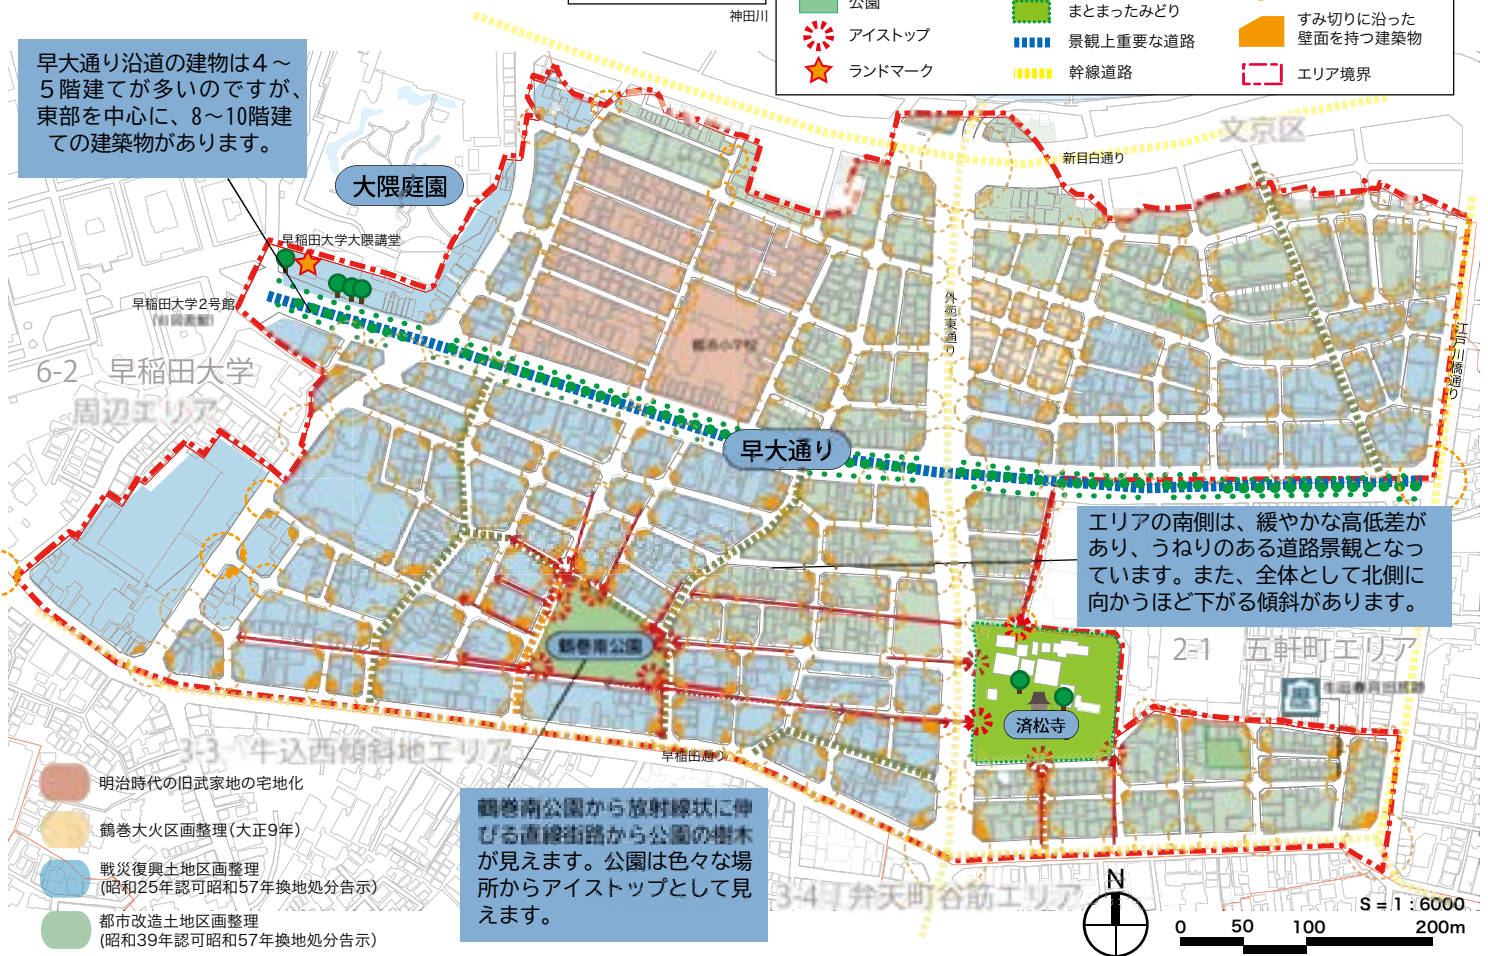 神田川
公園
まとまったみどり
すみ切りに沿った
壁面を持つ建築物
アイストップ
景観上重要な道路
ランドマーク
幹線道路
エリア境界
早大通り沿道の建物は４～
５階建てが多いのですが、
東部を中心に、8～10階建
ての建築物があります。
文京区
新目白通り
大隈庭園
早稲田大学大隈講堂
早稲田大学2号館
外苑東通り
江戸川橋通り
鶴巻小学校
6-2　早稲田大学
周辺エリア
早大通り
エリアの南側は、緩やかな高低差が
あり、うねりのある道路景観となっ
ています。また、全体として北側に
向かうほど下がる傾斜があります。
2-1　五軒町エリア
鶴巻南公園
済松寺
牛込西傾斜地エリア
早稲田通り
明治時代の旧武家地の宅地化
鶴巻大火区画整理(大正9年)
戦災復興土地区画整理
(昭和25年認可昭和57年換地処分告示)
都市改造土地区画整理
(昭和39年認可昭和57年換地処分告示)
鶴巻南公園から放射線状に伸
びる直線街路から公園の樹木
が見えます。公園は色々な場
所からアイストップとして見
えます。
3-4 弁天町谷筋エリア
N
S = 1 : 6000
0 50 100 200m